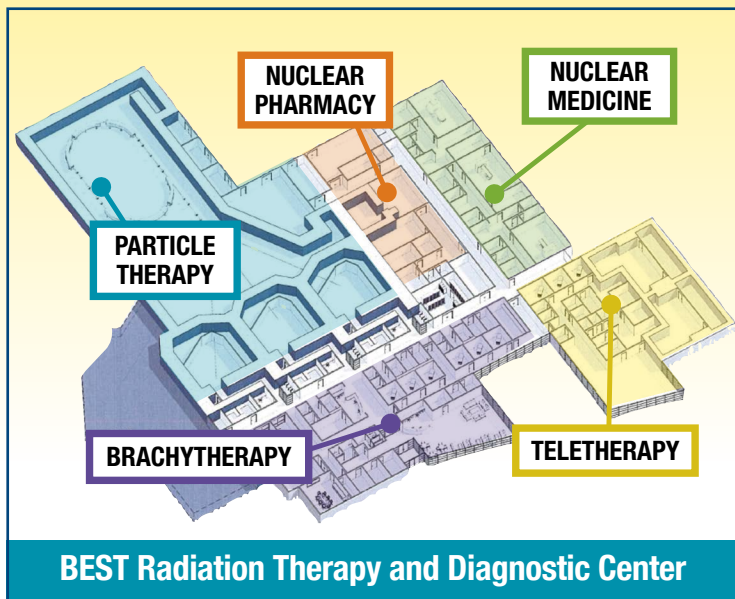 NUCLEAR
PHARMACY
NUCLEAR
MEDICINE
PARTICLE
THERAPY
BRACHYTHERAPY
TELETHERAPY
BEST Radiation Therapy and Diagnostic Center